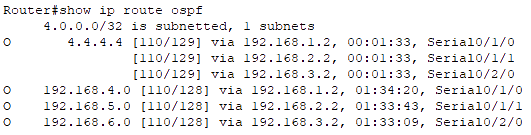 Router#show ip route ospf
     4.0.0.0/32 is subnetted, 1 subnets
O       4.4.4.4 [110/129] via 192.168.1.2, 00:01:33, Serial0/1/0
                [110/129] via 192.168.2.2, 00:01:33, Serial0/1/1
                [110/129] via 192.168.3.2, 00:01:33, Serial0/2/0
O    192.168.4.0 [110/128] via 192.168.1.2, 01:34:20, Serial0/1/0
O    192.168.5.0 [110/128] via 192.168.2.2, 01:33:43, Serial0/1/1
O    192.168.6.0 [110/128] via 192.168.3.2, 01:33:09, Serial0/2/0